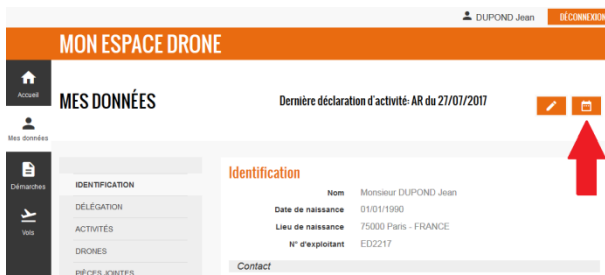 DUPOND Jean DÉCONNEXION
MON ESPACE DRONE
Accueil
MES DONNÉES
Dernière déclaration d'activité: AR du 27/07/2017
Mes données
Démarches
Vols
IDENTIFICATION
DÉLÉGATION
ACTIVITÉS
DRONES
PIÈCES JOINTES
Identification
Nom Monsieur DUPOND Jean
Date de naissance 01/01/1990
Lieu de naissance 75000 Paris - FRANCE
N° d'exploitant ED2217
Contact